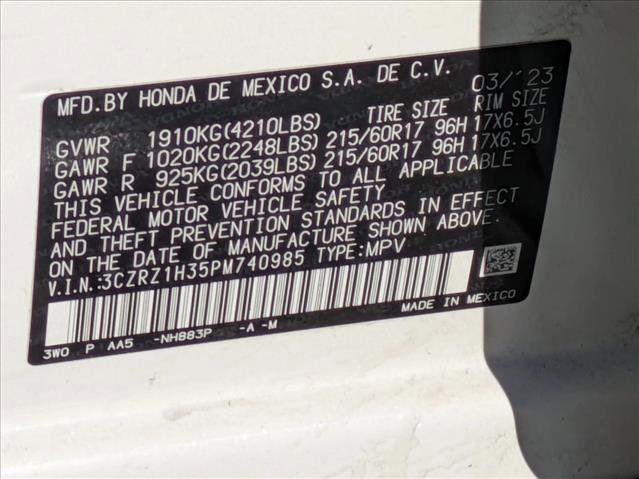 MFD.BY HONDA DE MEXICO S.A. DE C.V. 03/'23
GVWR 1910KG(4210LBS) TIRE SIZE RIM SIZE
GAWR F 1020KG(2248LBS) 215/60R17 96H 17X6.5J
GAWR R 925KG(2039LBS) 215/60R17 96H 17X6.5J
THIS VEHICLE CONFORMS TO ALL APPLICABLE
FEDERAL MOTOR VEHICLE SAFETY
AND THEFT PREVENTION STANDARDS IN EFFECT
ON THE DATE OF MANUFACTURE SHOWN ABOVE.
V.I.N.:3CZRZ1H35PM740985 TYPE:MPV
MADE IN MEXICO
3W0 P AA5 -NH883P -A -M